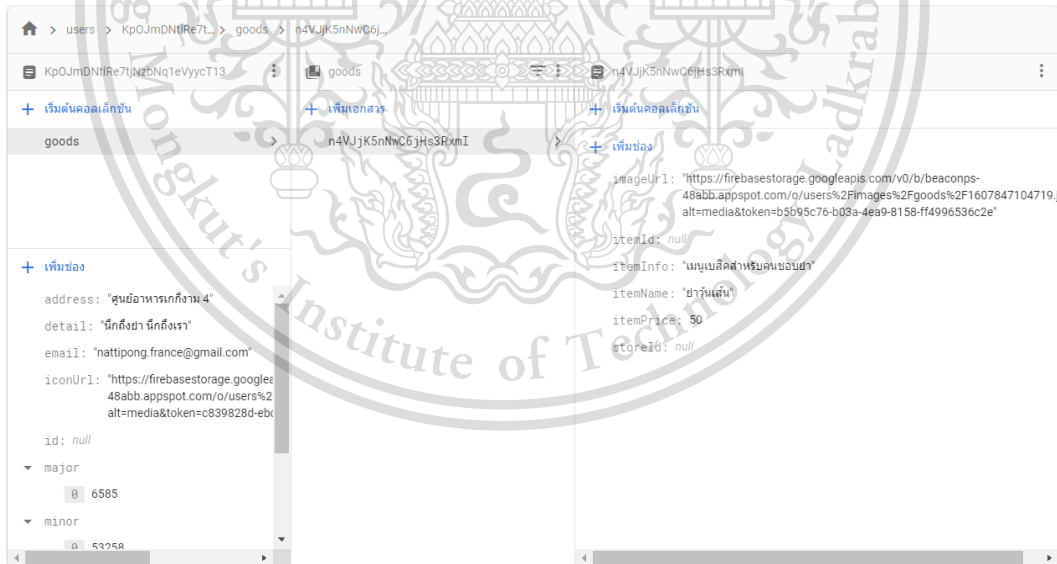 users > KpOJmDNtlRe7t... > goods > n4VJjK5nNwC6j...
KpOJmDNtlRe7tjNzbNq1eVyycT13
goods
n4VJjK5nNwC6jHs3RxmI
+ เริ่มต้นคอลเล็กชัน
+ เพิ่มเอกสาร
+ เริ่มต้นคอลเล็กชัน
goods
n4VJjK5nNwC6jHs3RxmI
+ เพิ่มช่อง
imageUrl: "https://firebasestorage.googleapis.com/v0/b/beaconps-
48abb.appspot.com/o/users%2Fimages%2Fgoods%2F1607847104719.j
alt=media&token=b5b95c76-b03a-4ea9-8158-ff4996536c2e"
itemId: null
itemInfo: "เมนูเบสิคสำหรับคนชอบยำ"
itemName: "ยำวุ้นเส้น"
itemPrice: 50
storeId: null
+ เพิ่มช่อง
address: "ศูนย์อาหารเกกีงาม 4"
detail: "นึกถึงยำ นึกถึงเรา"
email: "nattipong.france@gmail.com"
iconUrl: "https://firebasestorage.googlea
48abb.appspot.com/o/users%2
alt=media&token=c839828d-ebc
id: null
major
0 6585
minor
0 53258
Mongkut's Institute of Technology Ladkrab